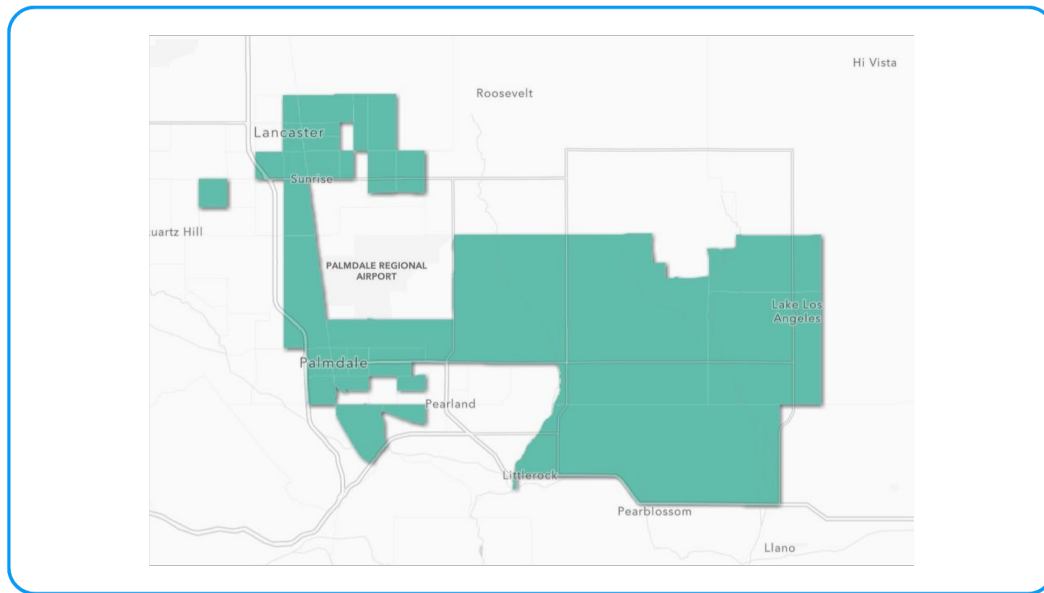 Hi Vista
Roosevelt
Lancaster
Sunrise
uartz Hill
PALMDALE REGIONAL
AIRPORT
Lake Los
Angeles
Palmdale
Pearland
Littlerock
Pearblossom
Llano